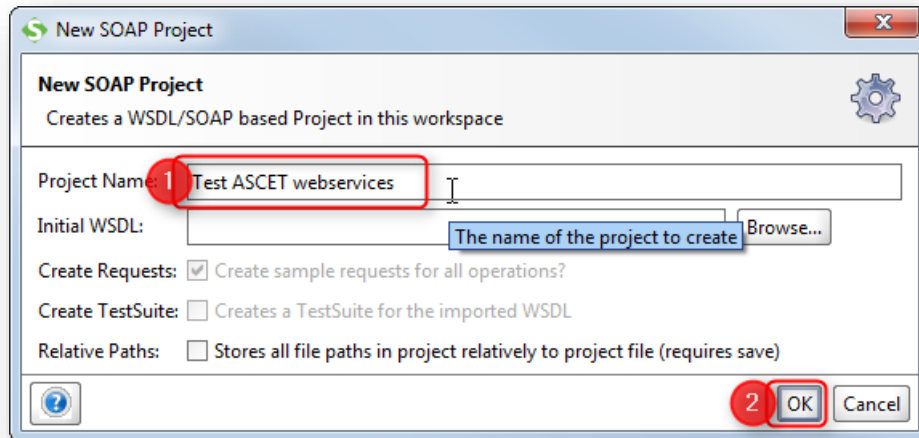 New SOAP Project
New SOAP Project
Creates a WSDL/SOAP based Project in this workspace
Project Name: 1 Test ASCET webservices
Initial WSDL: Browse...
The name of the project to create
Create Requests: Create sample requests for all operations?
Create TestSuite: Creates a TestSuite for the imported WSDL
Relative Paths: Stores all file paths in project relatively to project file (requires save)
? 2 OK Cancel